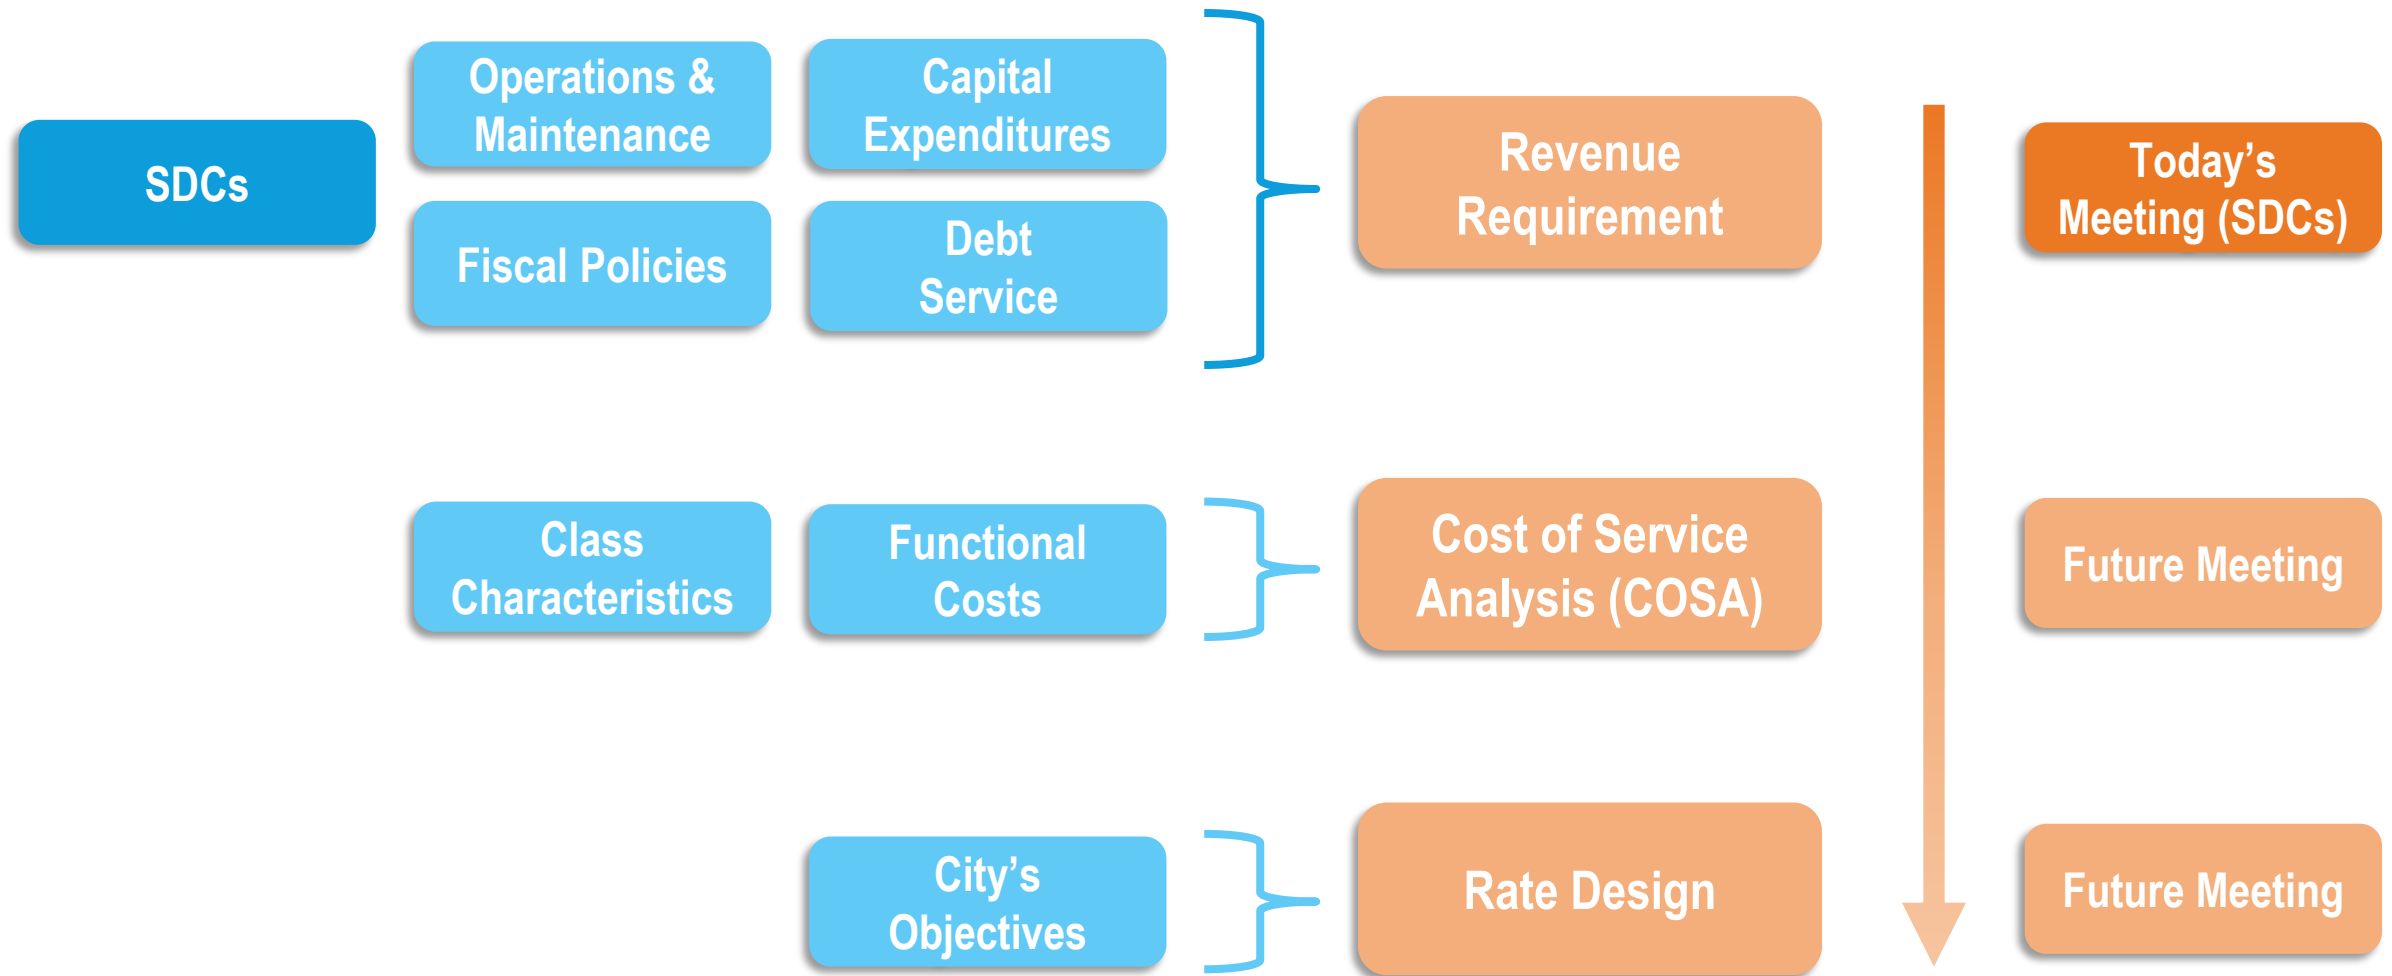 SDCs
Operations &
Maintenance
Capital
Expenditures
Fiscal Policies
Debt
Service
Revenue
Requirement
Today’s
Meeting (SDCs)
Class
Characteristics
Functional
Costs
Cost of Service
Analysis (COSA)
Future Meeting
City’s
Objectives
Rate Design
Future Meeting